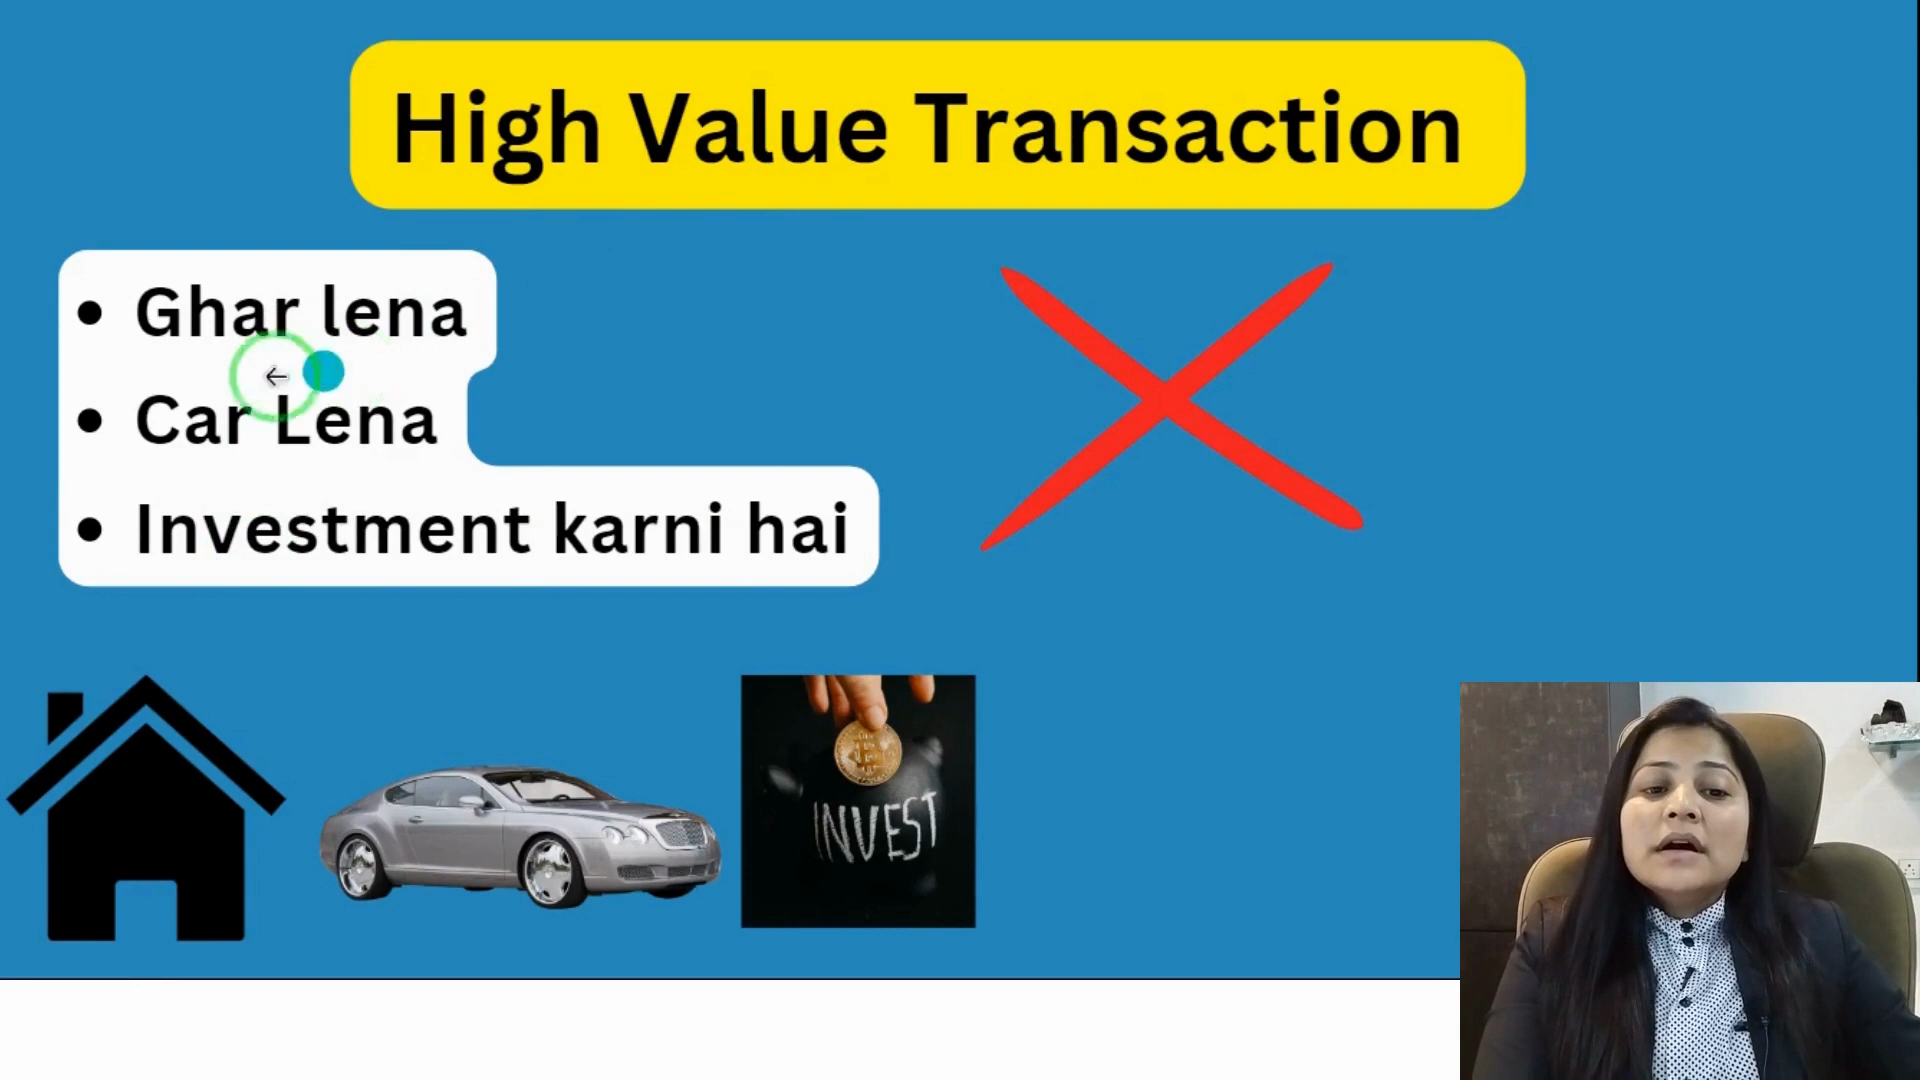 High Value Transaction
• Ghar lena
• Car Lena
• Investment karni hai
INVEST